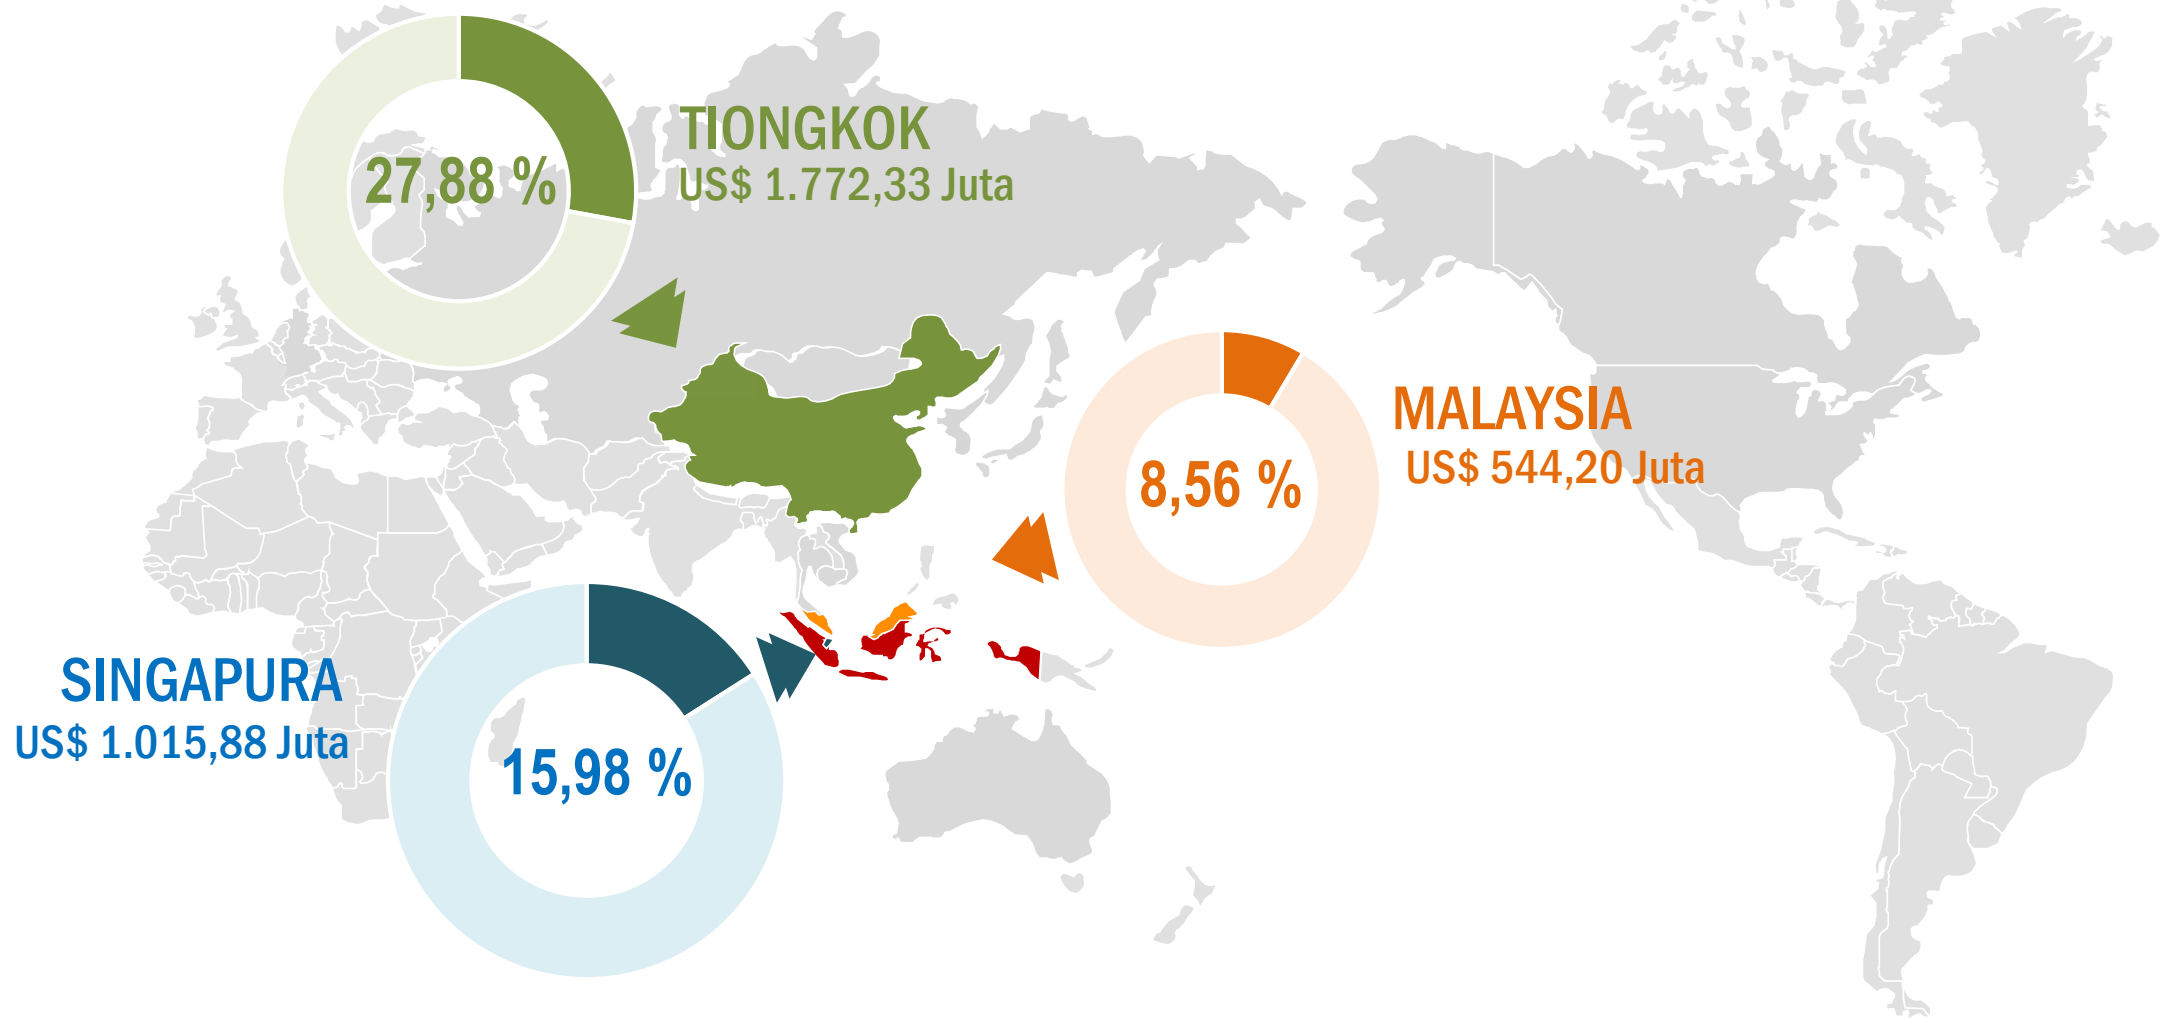 TIONGKOK
US$ 1.772,33 Juta
27,88 %
MALAYSIA
US$ 544,20 Juta
8,56 %
SINGAPURA
US$ 1.015,88 Juta
15,98 %